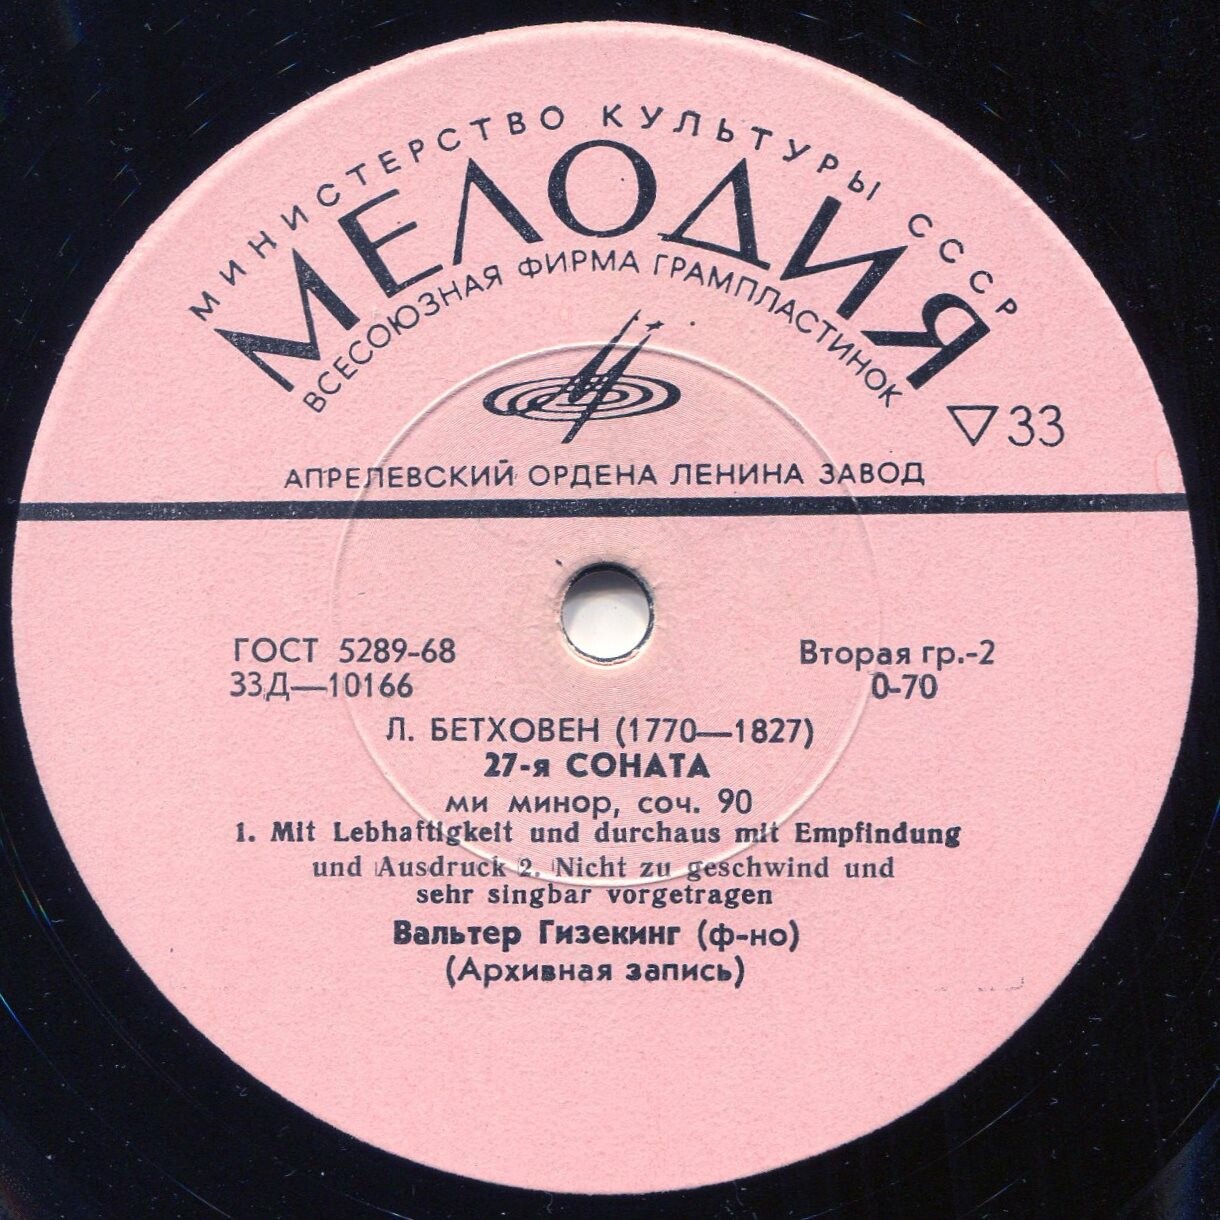 МИНИСТЕРСТВО КУЛЬТУРЫ СССР
МЕЛОДИЯ
ВСЕСОЮЗНАЯ ФИРМА ГРАМПЛАСТИНОК
▽33
АПРЕЛЕВСКИЙ ОРДЕНА ЛЕНИНА ЗАВОД
ГОСТ 5289-68 Вторая гр.-2
33Д—10166 0-70
Л. БЕТХОВЕН (1770—1827)
27-я СОНАТА
ми минор, соч. 90
1. Mit Lebhaftigkeit und durchaus mit Empfindung
und Ausdruck 2. Nicht zu geschwind und
sehr singbar vorgetragen
Вальтер Гизекинг (ф-но)
(Архивная запись)